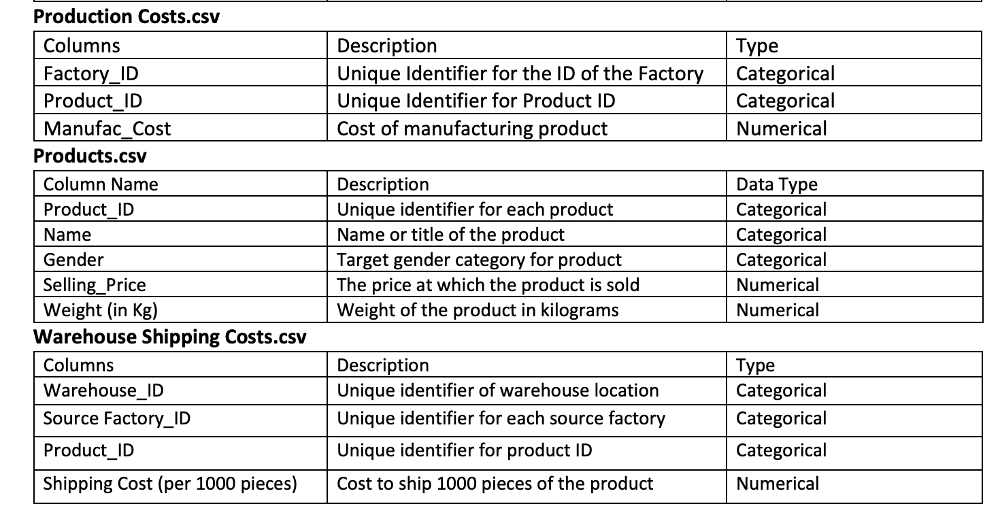 Production Costs.csv
Columns Description Type
Factory_ID Unique Identifier for the ID of the Factory Categorical
Product_ID Unique Identifier for Product ID Categorical
Manufac_Cost Cost of manufacturing product Numerical
Products.csv
Column Name Description Data Type
Product_ID Unique identifier for each product Categorical
Name Name or title of the product Categorical
Gender Target gender category for product Categorical
Selling_Price The price at which the product is sold Numerical
Weight (in Kg) Weight of the product in kilograms Numerical
Warehouse Shipping Costs.csv
Columns Description Type
Warehouse_ID Unique identifier of warehouse location Categorical
Source Factory_ID Unique identifier for each source factory Categorical
Product_ID Unique identifier for product ID Categorical
Shipping Cost (per 1000 pieces) Cost to ship 1000 pieces of the product Numerical